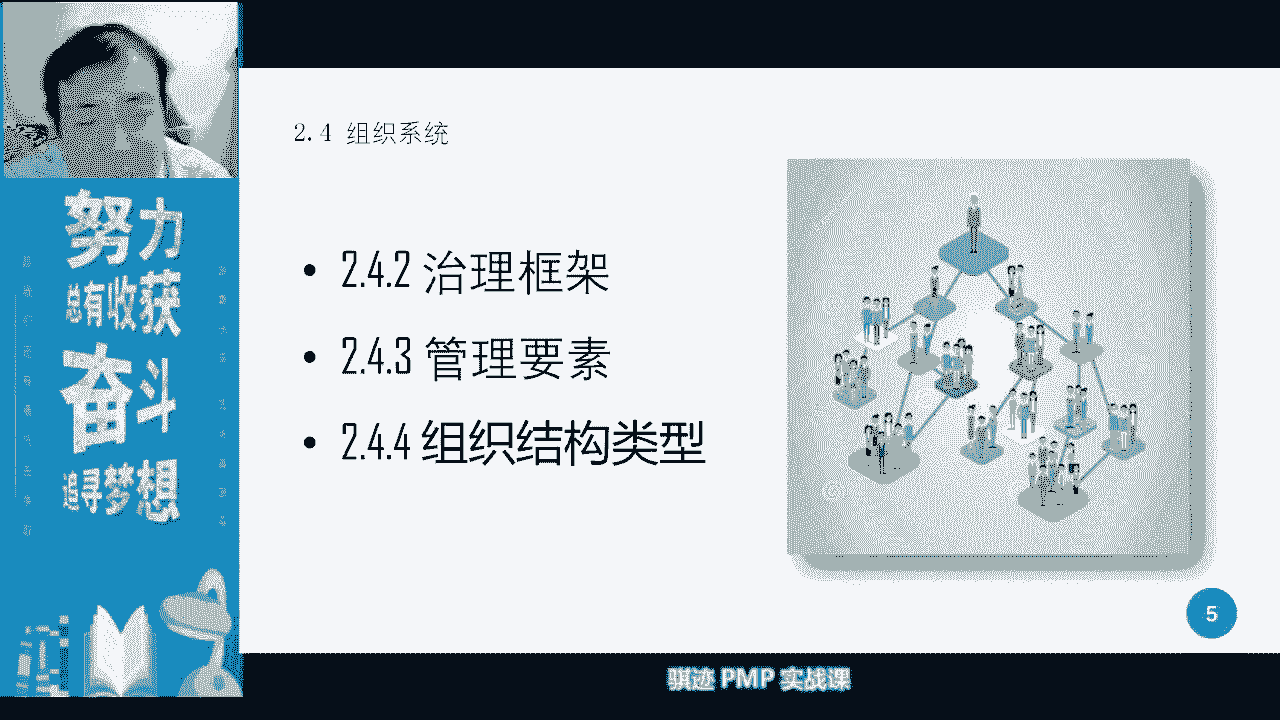 2.4 组织系统
• 2.4.2 治理框架
• 2.4.3 管理要素
• 2.4.4 组织结构类型
努力
总有收获
奋斗
追寻梦想
5
骐迹 PMP 实战课